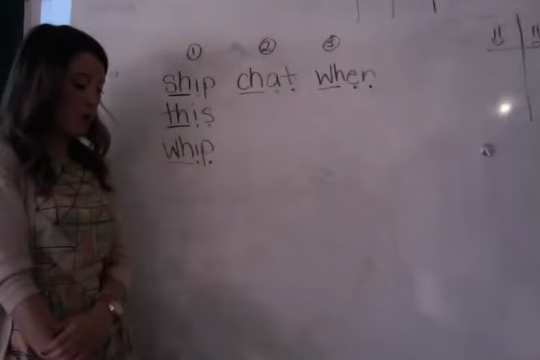 ① ② ③
ship chat when
this
whip
!! !!